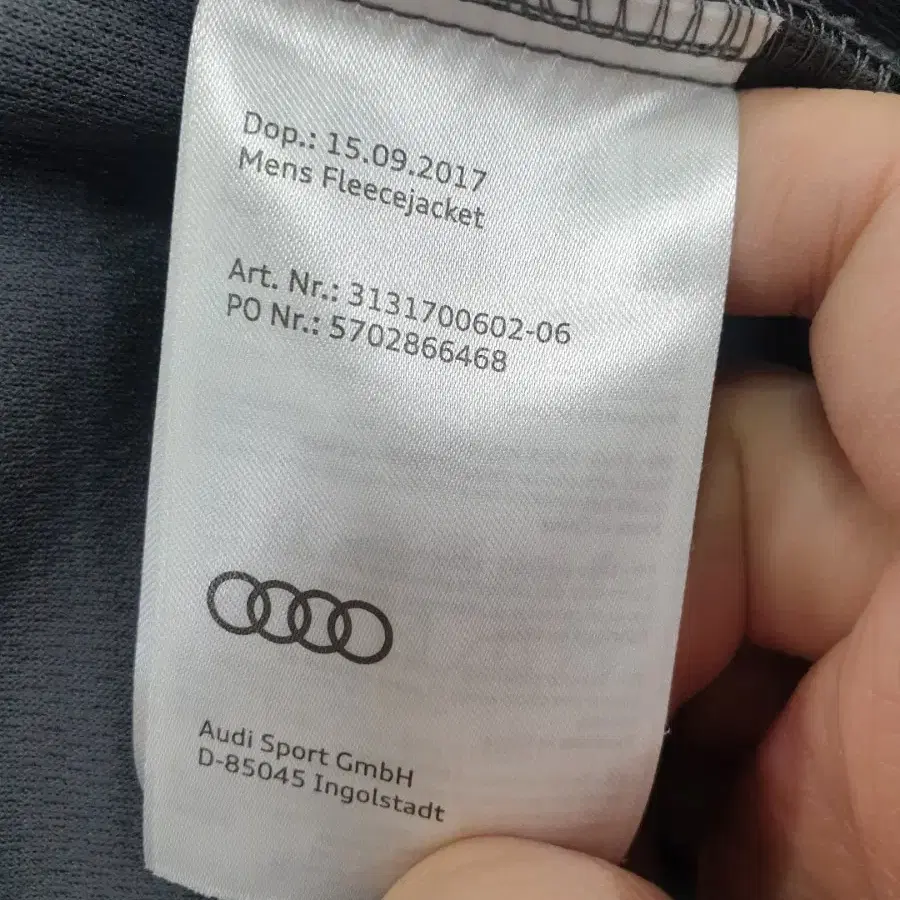 Dop.: 15.09.2017
Mens Fleecejacket
Art. Nr.: 3131700602-06
PO Nr.: 5702866468
Audi Sport GmbH
D-85045 Ingolstadt